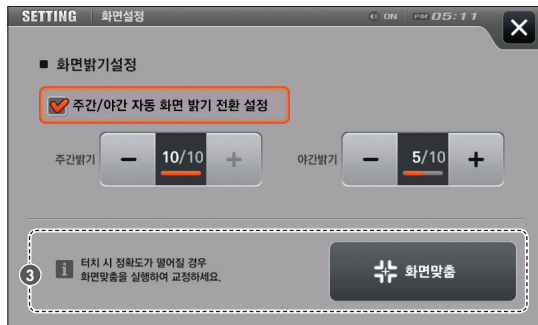 SETTING 화면설정 ON PM 05:11
■ 화면밝기설정
주간/야간 자동 화면 밝기 전환 설정
주간밝기 − 10/10 + 야간밝기 − 5/10 +
3
i 터치 시 정확도가 떨어질 경우
화면맞춤을 실행하여 교정하세요.
화면맞춤